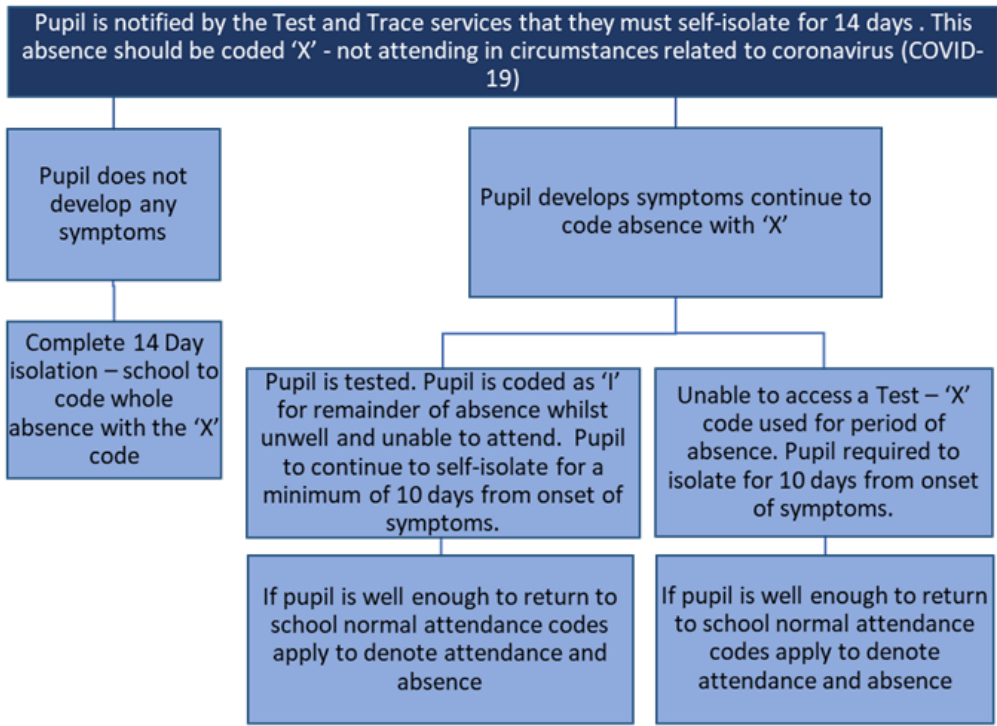 Pupil is notified by the Test and Trace services that they must self-isolate for 14 days . This
absence should be coded ‘X’ - not attending in circumstances related to coronavirus (COVID-
19)
Pupil does not
develop any
symptoms
Complete 14 Day
isolation – school to
code whole
absence with the ‘X’
code
Pupil develops symptoms continue to
code absence with ‘X’
Pupil is tested. Pupil is coded as ‘I’
for remainder of absence whilst
unwell and unable to attend.  Pupil
to continue to self-isolate for a
minimum of 10 days from onset of
symptoms.
If pupil is well enough to return to
school normal attendance codes
apply to denote attendance and
absence
Unable to access a Test – ‘X’
code used for period of
absence. Pupil required to
isolate for 10 days from onset
of symptoms.
If pupil is well enough to return
to school normal attendance
codes apply to denote
attendance and absence